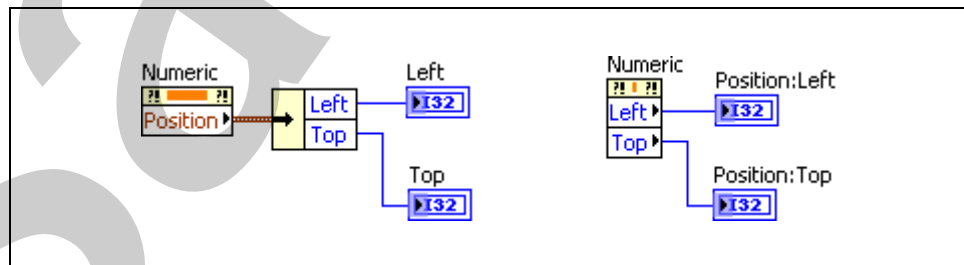 Numeric
?! ?!
Position
Left
Top
Left
I32
Top
I32
Numeric
?! ?!
Left
Top
Position:Left
I32
Position:Top
I32